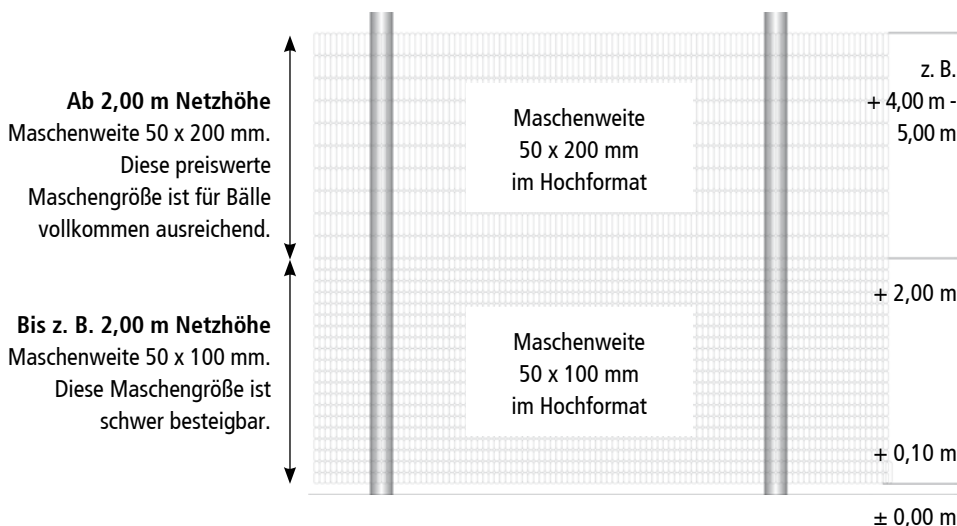 Ab 2,00 m Netzhöhe
Maschenweite 50 x 200 mm.
Diese preiswerte
Maschengröße ist für Bälle
vollkommen ausreichend.
Bis z. B. 2,00 m Netzhöhe
Maschenweite 50 x 100 mm.
Diese Maschengröße ist
schwer besteigbar.
Maschenweite
50 x 200 mm
im Hochformat
Maschenweite
50 x 100 mm
im Hochformat
z. B.
+ 4,00 m -
5,00 m
+ 2,00 m
+ 0,10 m
± 0,00 m